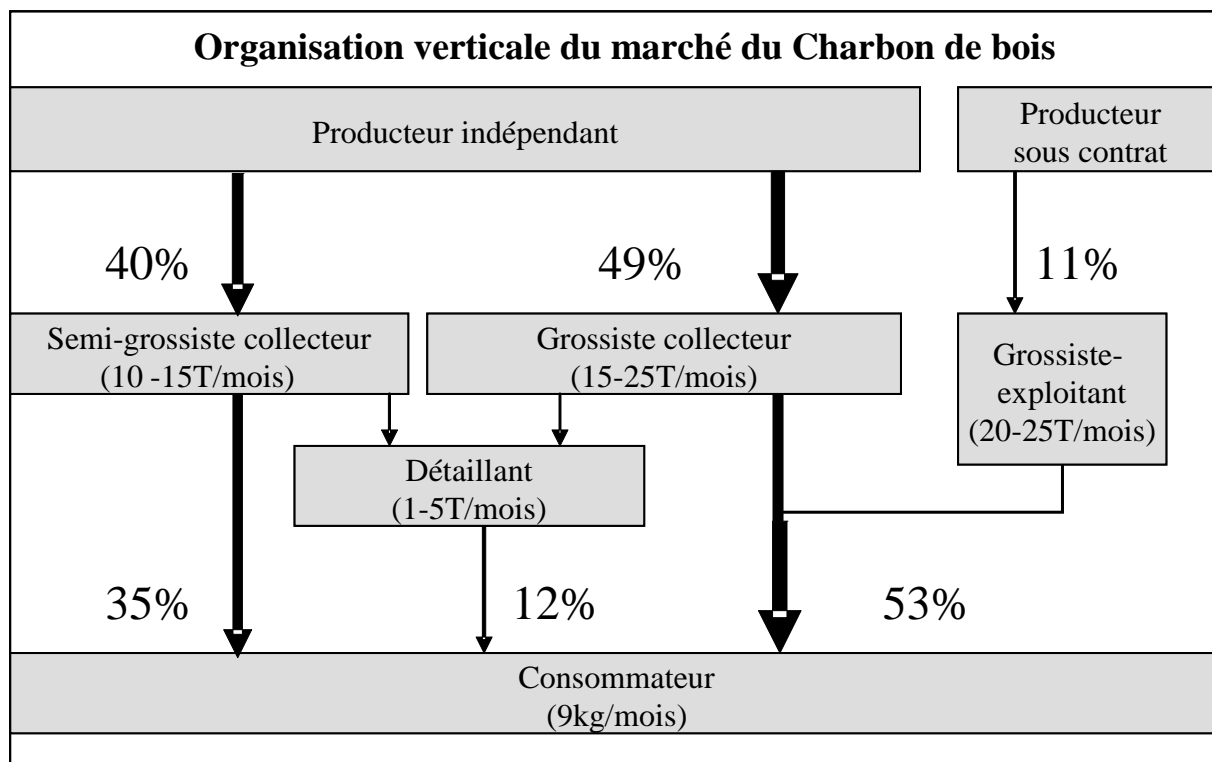 Organisation verticale du marché du Charbon de bois
Producteur indépendant
Producteur
sous contrat
40%
49%
11%
Semi-grossiste collecteur
(10 -15T/mois)
Grossiste collecteur
(15-25T/mois)
Grossiste-
exploitant
(20-25T/mois)
Détaillant
(1-5T/mois)
35%
12%
53%
Consommateur
(9kg/mois)